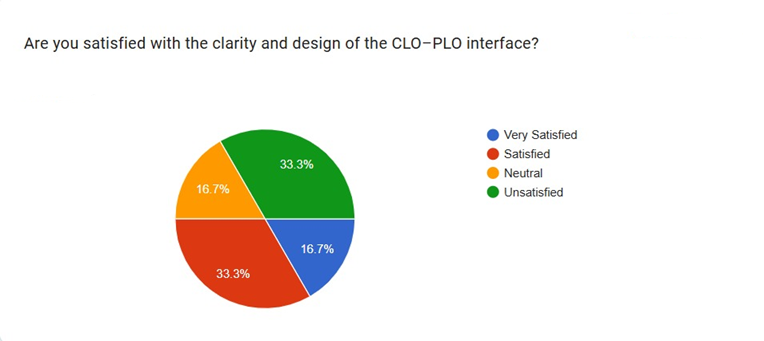 Are you satisfied with the clarity and design of the CLO–PLO interface?
33.3%
16.7%
16.7%
33.3%
Very Satisfied
Satisfied
Neutral
Unsatisfied